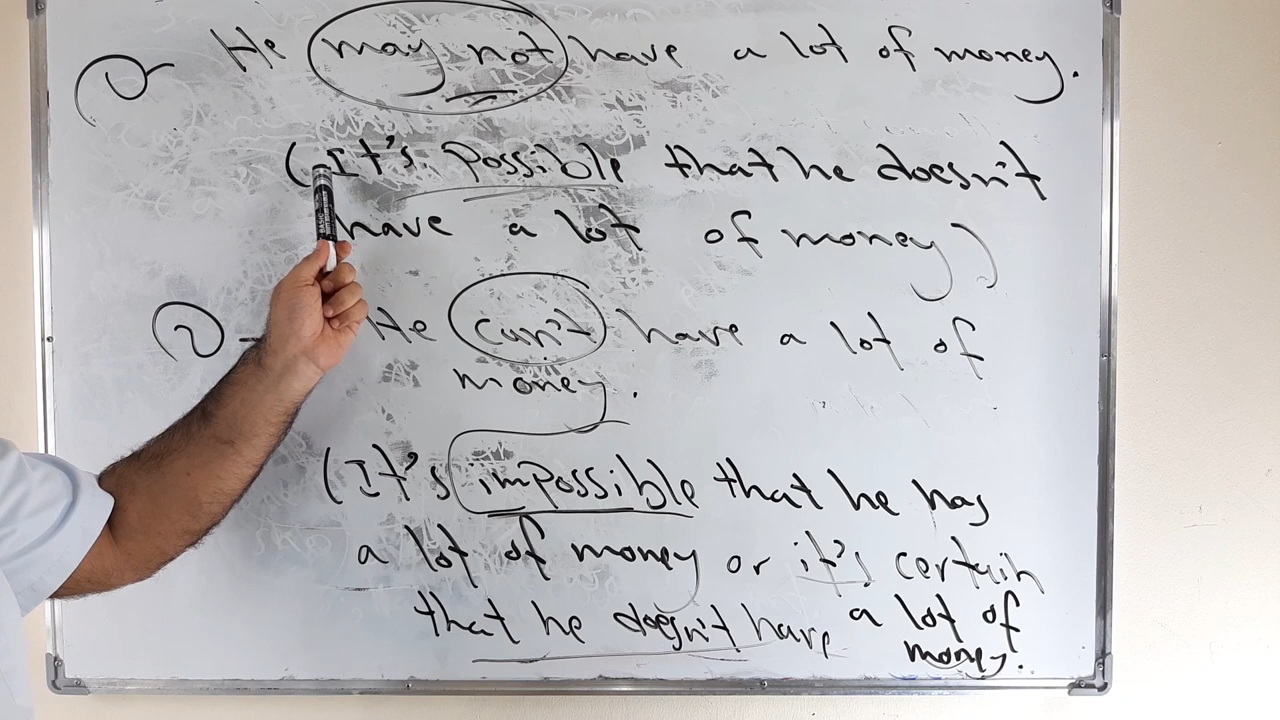 ①- He may not have a lot of money.
(It's possible that he doesn't
have a lot of money)
②- He can't have a lot of
money.
(It's impossible that he has
a lot of money or it's certain
that he doesn't have a lot of
money.